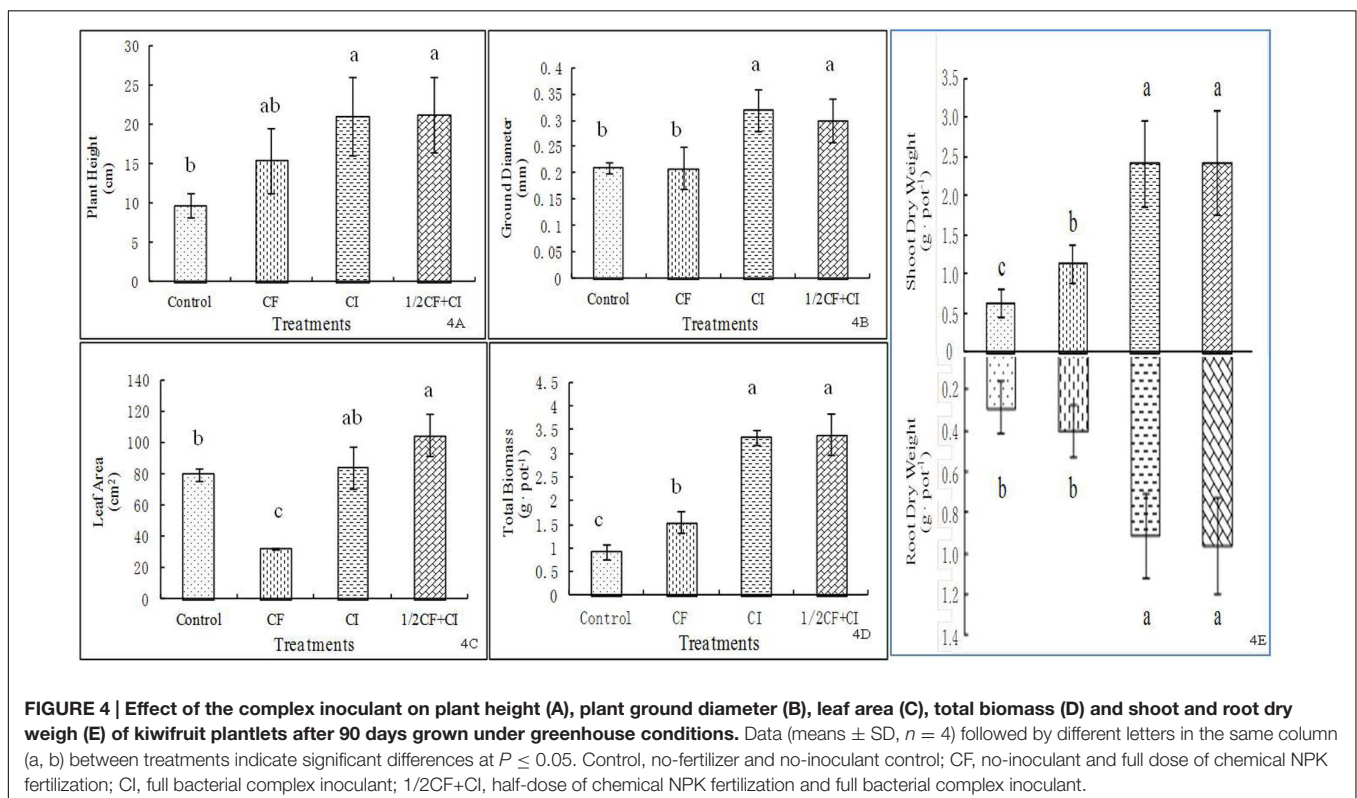 30
25
20
15
10
5
0
Plant Height
(cm)
b
ab
a
a
Control
CF
CI
1/2CF+CI
Treatments
4A
0.4
0.35
0.3
0.25
0.2
0.15
0.1
0.05
0
Ground Diameter
(mm)
b
b
a
a
Control
CF
CI
1/2CF+CI
Treatments
4B
140
120
100
80
60
40
20
0
Leaf Area
(cm²)
b
c
ab
a
Control
CF
CI
1/2CF+CI
Treatments
4C
4.5
4
3.5
3
2.5
2
1.5
1
0.5
0
Total Biomass
(g · pot⁻¹)
c
b
a
a
Control
CF
CI
1/2CF+CI
Treatments
4D
3.5
3.0
2.5
2.0
1.5
1.0
0.5
0
Shoot Dry Weight
(g · pot⁻¹)
c
b
a
a
0.2
0.4
0.6
0.8
1.0
1.2
1.4
Root Dry Weight
(g · pot⁻¹)
b
b
a
a
4E
FIGURE 4 | Effect of the complex inoculant on plant height (A), plant ground diameter (B), leaf area (C), total biomass (D) and shoot and root dry
weigh (E) of kiwifruit plantlets after 90 days grown under greenhouse conditions. Data (means ± SD, n = 4) followed by different letters in the same column
(a, b) between treatments indicate significant differences at P ≤ 0.05. Control, no-fertilizer and no-inoculant control; CF, no-inoculant and full dose of chemical NPK
fertilization; CI, full bacterial complex inoculant; 1/2CF+CI, half-dose of chemical NPK fertilization and full bacterial complex inoculant.